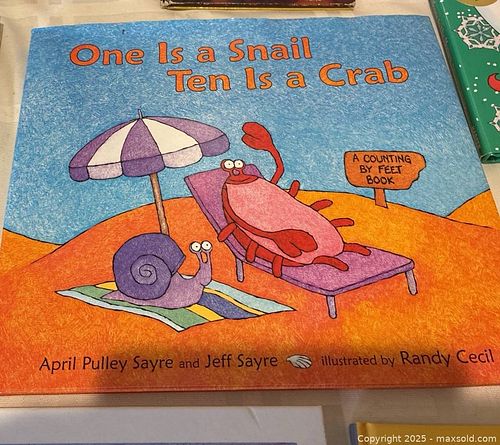 One Is a Snail
Ten Is a Crab
A COUNTING
BY FEET
BOOK
April Pulley Sayre and Jeff Sayre illustrated by Randy Cecil
Copyright 2025 - maxsold.com